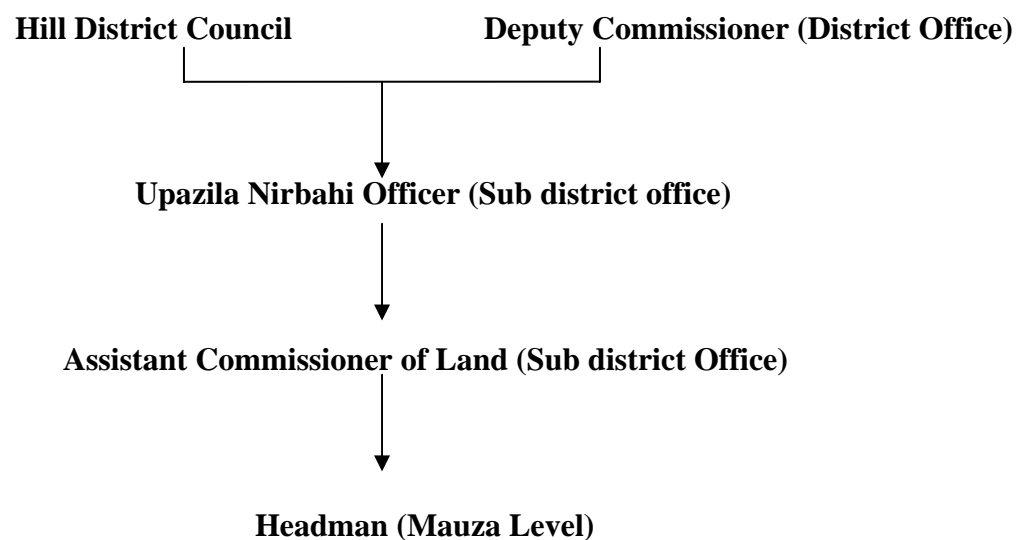 Hill District Council Deputy Commissioner (District Office)
Upazila Nirbahi Officer (Sub district office)
Assistant Commissioner of Land (Sub district Office)
Headman (Mauza Level)